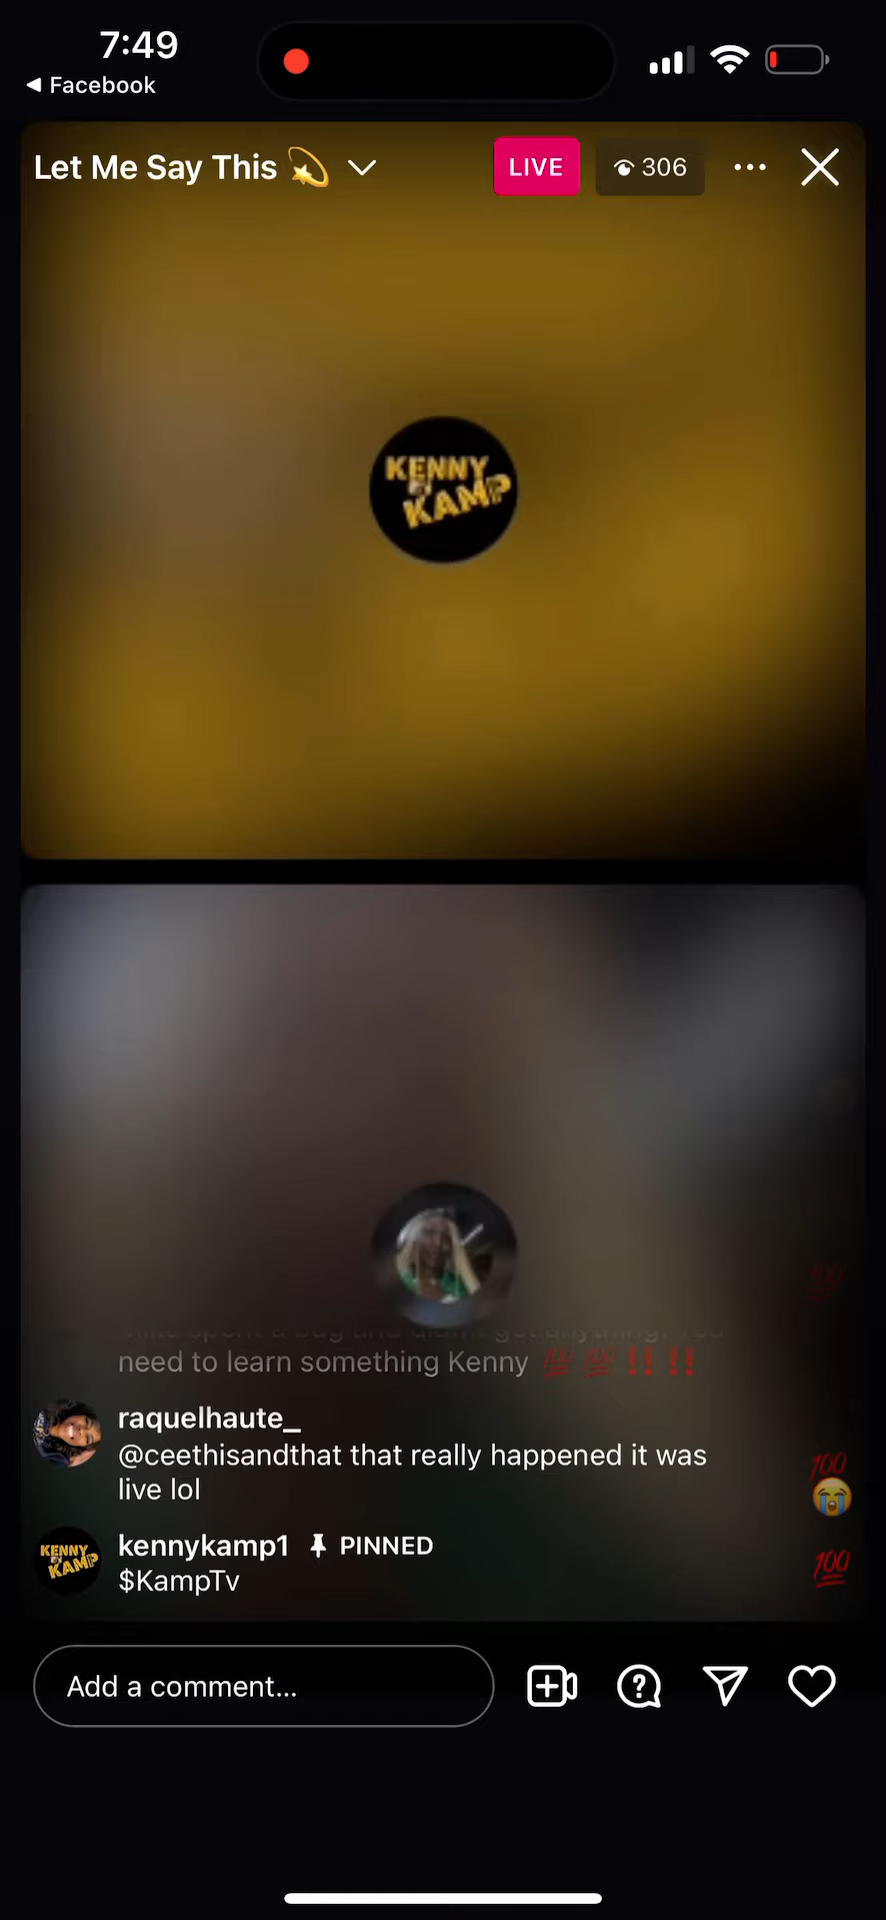 7:49
Facebook
Let Me Say This
LIVE
306
KENNY
KAMP
need to learn something Kenny 💯 💯 ‼️ ‼️
raquelhaute_
@ceethisandthat that really happened it was
live lol
KENNY
KAMP
kennykamp1 PINNED
$KampTv
Add a comment...